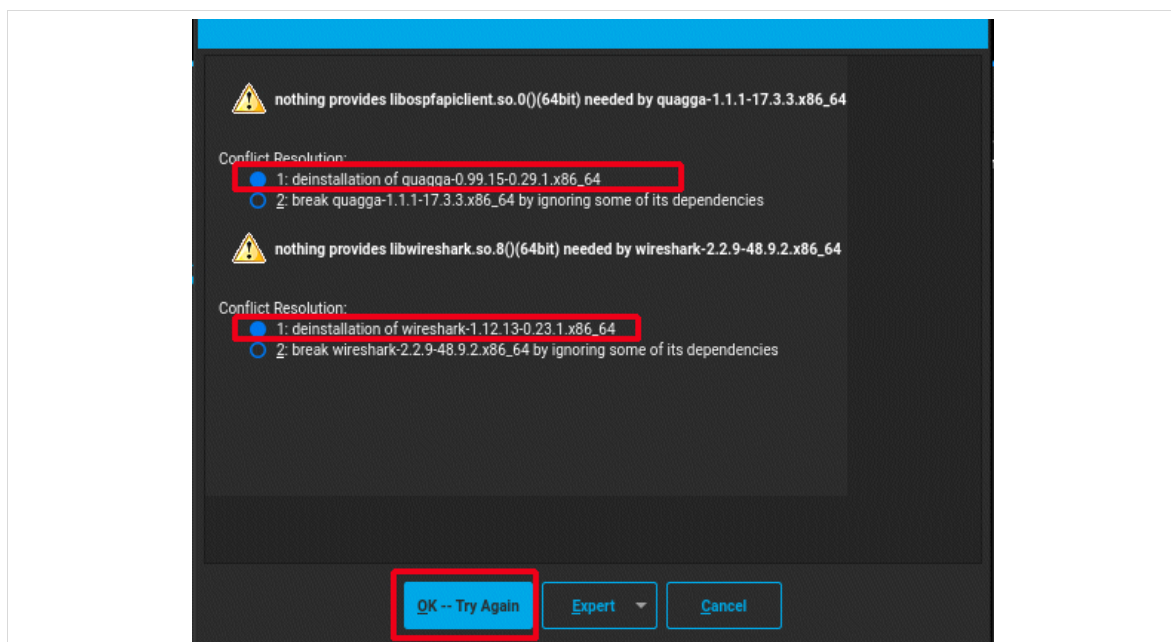 nothing provides libospfapiclient.so.0()(64bit) needed by quagga-1.1.1-17.3.3.x86_64
Conflict Resolution:
1: deinstallation of quagga-0.99.15-0.29.1.x86_64
2: break quagga-1.1.1-17.3.3.x86_64 by ignoring some of its dependencies
nothing provides libwireshark.so.8()(64bit) needed by wireshark-2.2.9-48.9.2.x86_64
Conflict Resolution:
1: deinstallation of wireshark-1.12.13-0.23.1.x86_64
2: break wireshark-2.2.9-48.9.2.x86_64 by ignoring some of its dependencies
OK -- Try Again Expert Cancel